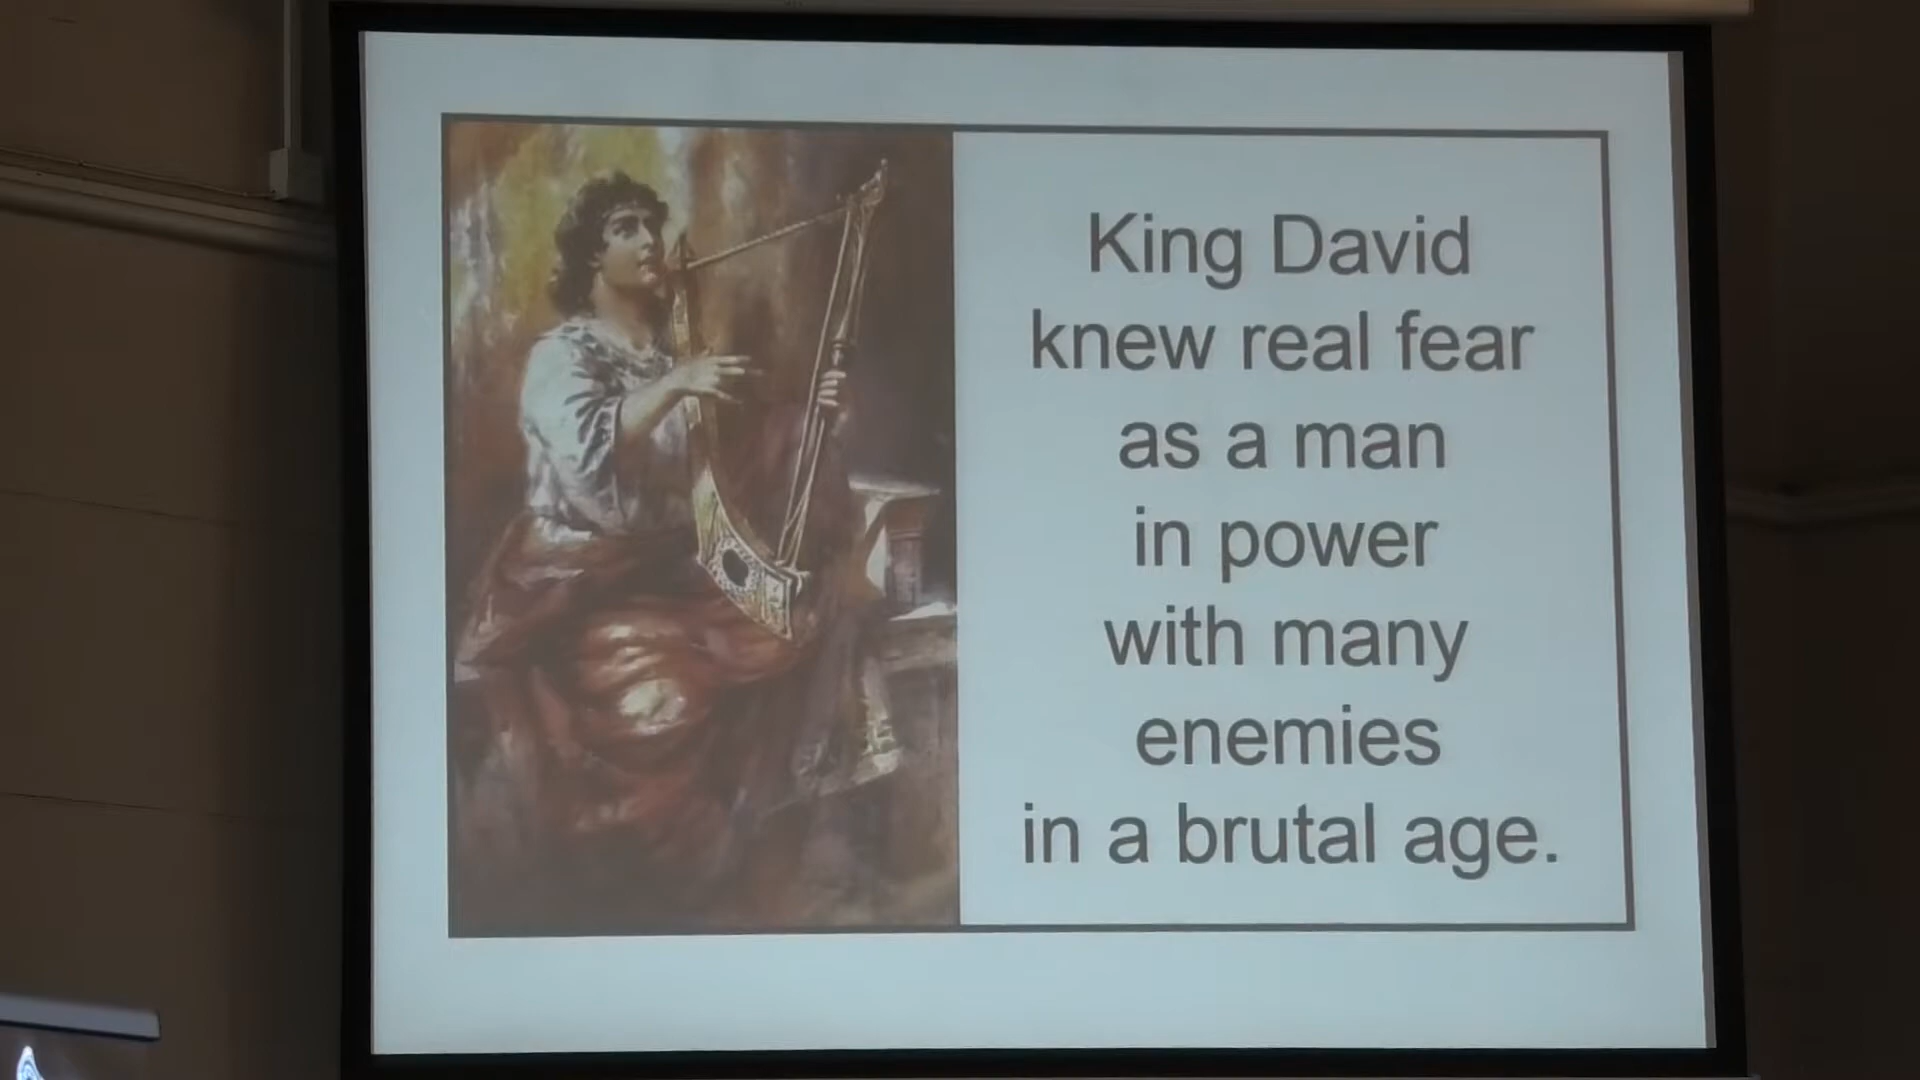 King David
knew real fear
as a man
in power
with many
enemies
in a brutal age.